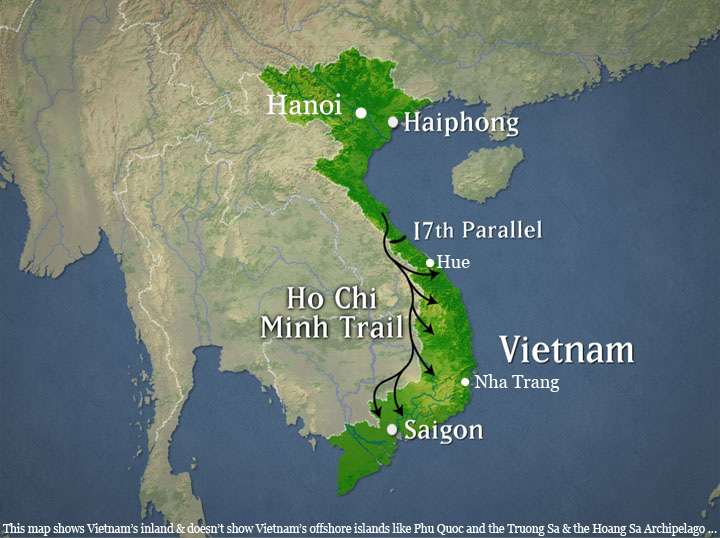 Hanoi
Haiphong
17th Parallel
Hue
Ho Chi
Minh Trail
Vietnam
Nha Trang
Saigon
This map shows Vietnam's inland & doesn't show Vietnam's offshore islands like Phu Quoc and the Truong Sa & the Hoang Sa Archipelago ...